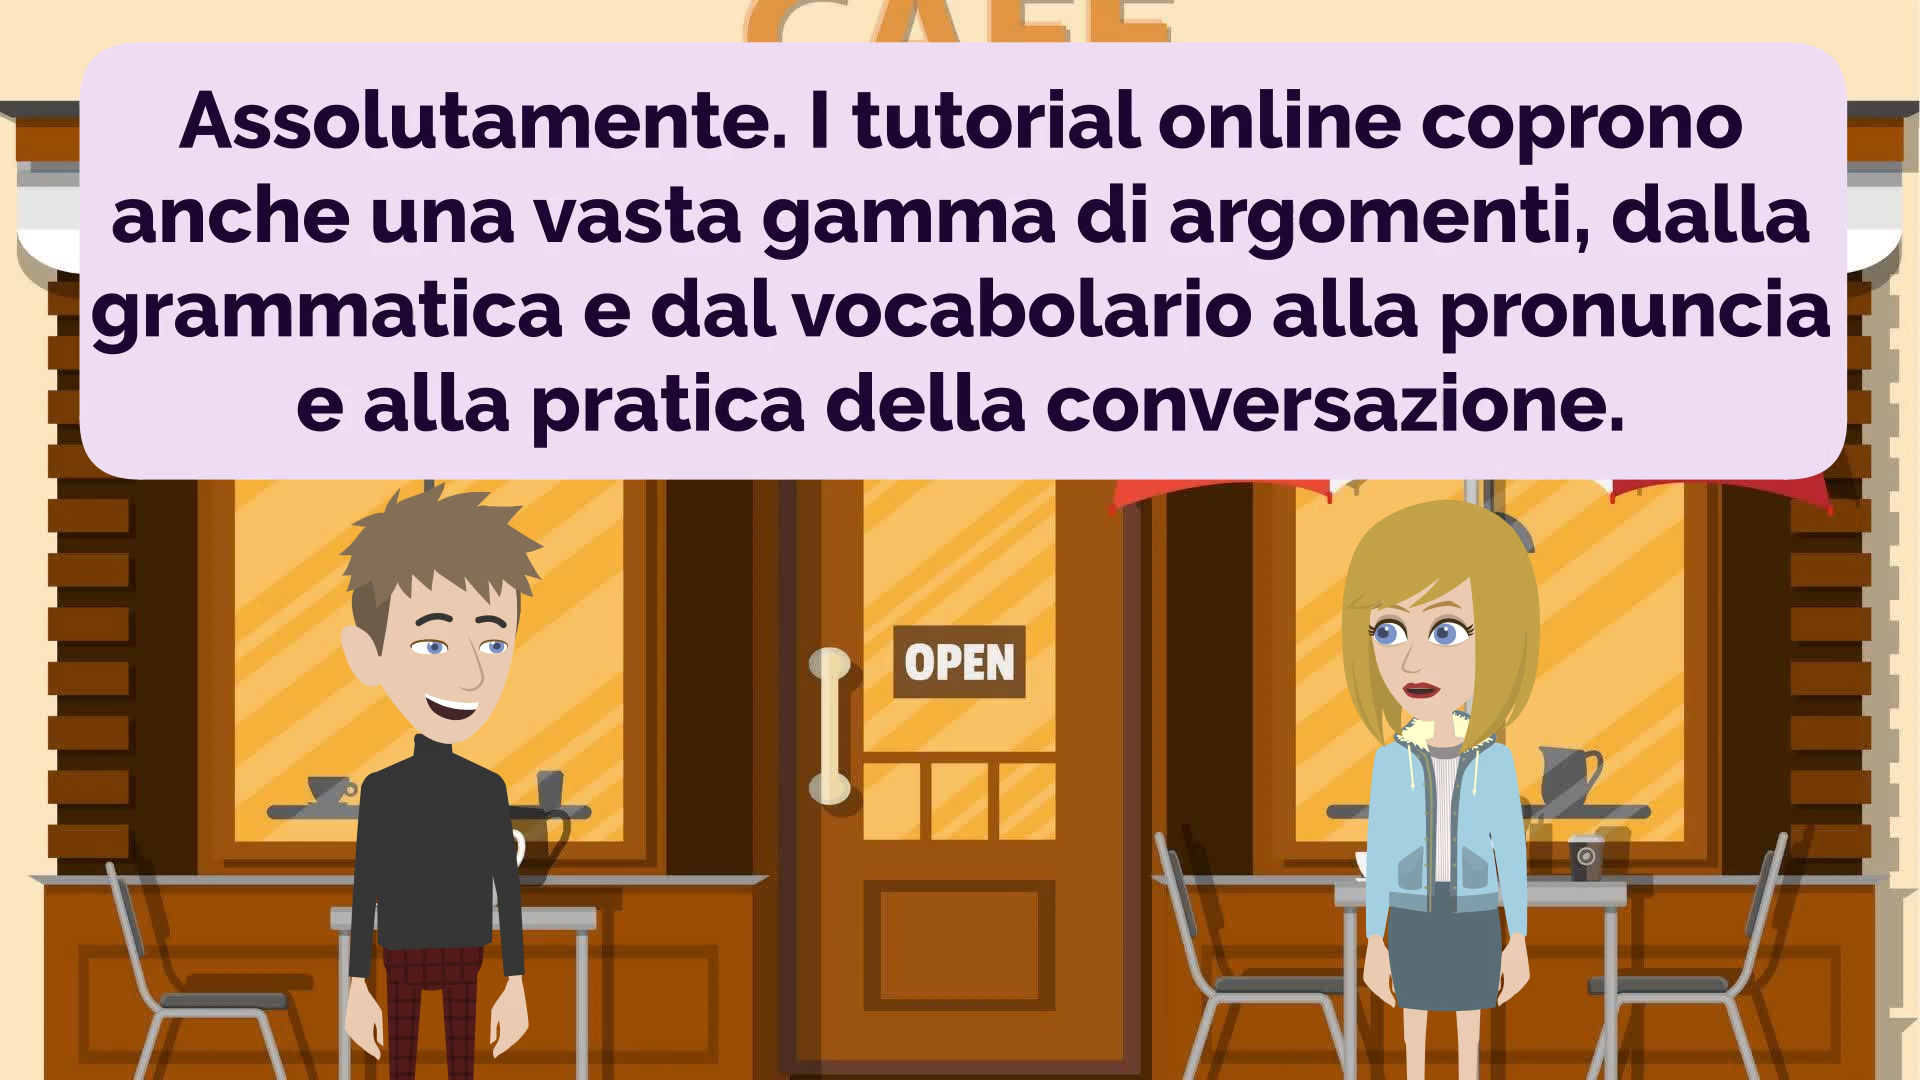 CAFE
Assolutamente. I tutorial online coprono
anche una vasta gamma di argomenti, dalla
grammatica e dal vocabolario alla pronuncia
e alla pratica della conversazione.
OPEN